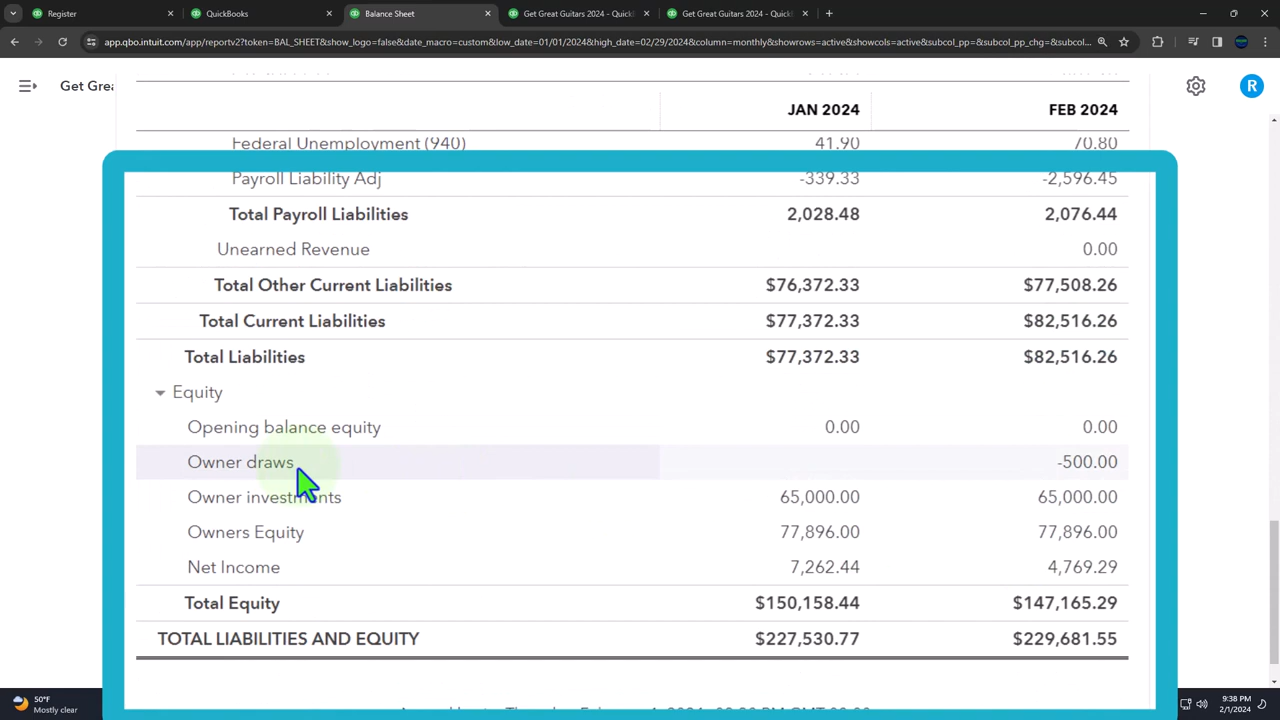 Register
QuickBooks
Balance Sheet
Get Great Guitars 2024 - QuickB
Get Great Guitars 2024 - QuickB
app.qbo.intuit.com/app/reportv2?token=BAL_SHEET&show_logo=false&date_macro=custom&low_date=01/01/2024&high_date=02/29/2024&column=monthly&showrows=active&showcols=active&subcol_pp=&subcol_pp_chg=&subc...
Get Grea
R
JAN 2024 FEB 2024
Federal Unemployment (940) 41.90 70.80
Payroll Liability Adj -339.33 -2,596.45
Total Payroll Liabilities 2,028.48 2,076.44
Unearned Revenue 0.00
Total Other Current Liabilities $76,372.33 $77,508.26
Total Current Liabilities $77,372.33 $82,516.26
Total Liabilities $77,372.33 $82,516.26
Equity
Opening balance equity 0.00 0.00
Owner draws -500.00
Owner investments 65,000.00 65,000.00
Owners Equity 77,896.00 77,896.00
Net Income 7,262.44 4,769.29
Total Equity $150,158.44 $147,165.29
TOTAL LIABILITIES AND EQUITY $227,530.77 $229,681.55
50°F
Mostly clear
9:38 PM
2/1/2024